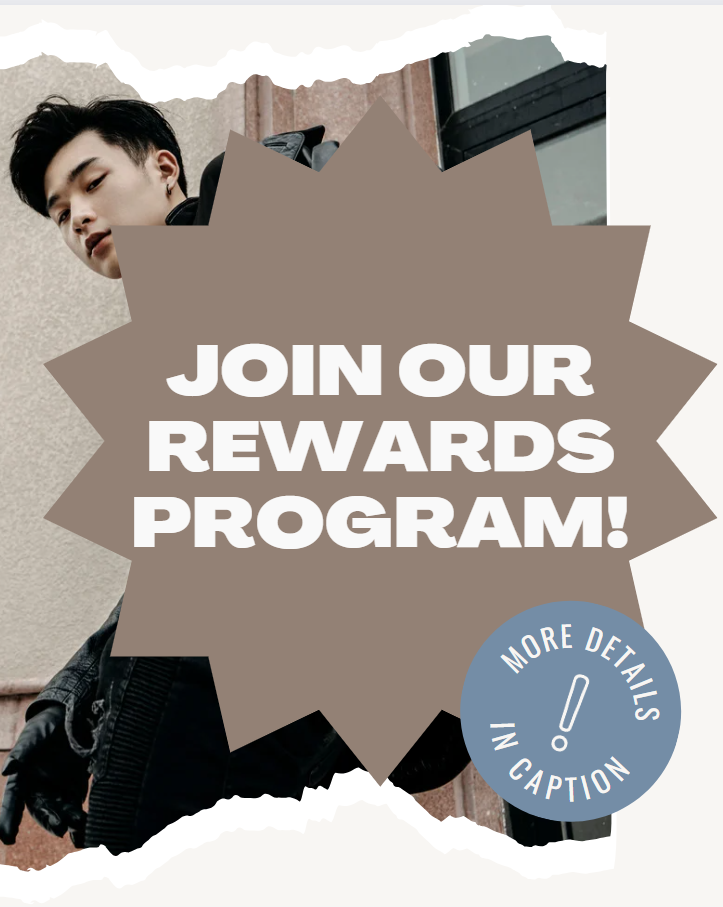 JOIN OUR
REWARDS
PROGRAM!
MORE DETAILS
!
IN CAPTION